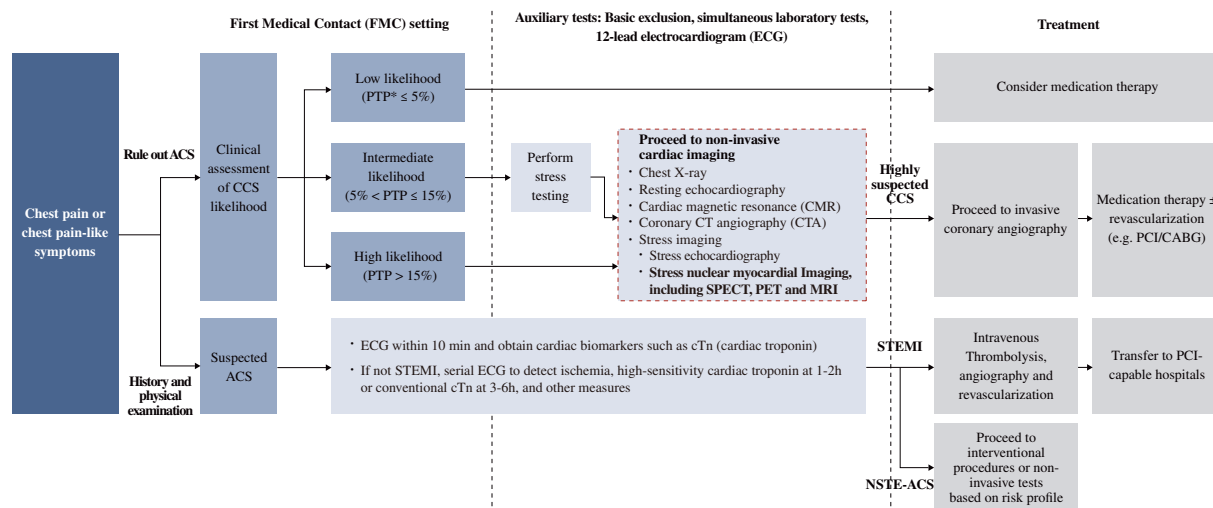 First Medical Contact (FMC) setting
Auxiliary tests: Basic exclusion, simultaneous laboratory tests,
12-lead electrocardiogram (ECG)
Treatment
Chest pain or
chest pain-like
symptoms
Rule out ACS
History and
physical
examination
Clinical
assessment
of CCS
likelihood
Suspected
ACS
Low likelihood
(PTP* ≤ 5%)
Intermediate
likelihood
(5% < PTP ≤ 15%)
High likelihood
(PTP > 15%)
Perform
stress
testing
Proceed to non-invasive
cardiac imaging
• Chest X-ray
• Resting echocardiography
• Cardiac magnetic resonance (CMR)
• Coronary CT angiography (CTA)
• Stress imaging
• Stress echocardiography
• Stress nuclear myocardial Imaging,
including SPECT, PET and MRI
Highly
suspected
CCS
Consider medication therapy
Proceed to invasive
coronary angiography
Medication therapy ±
revascularization
(e.g. PCI/CABG)
• ECG within 10 min and obtain cardiac biomarkers such as cTn (cardiac troponin)
• If not STEMI, serial ECG to detect ischemia, high-sensitivity cardiac troponin at 1-2h
or conventional cTn at 3-6h, and other measures
STEMI
NSTE-ACS
Intravenous
Thrombolysis,
angiography and
revascularization
Transfer to PCI-
capable hospitals
Proceed to
interventional
procedures or non-
invasive tests
based on risk profile